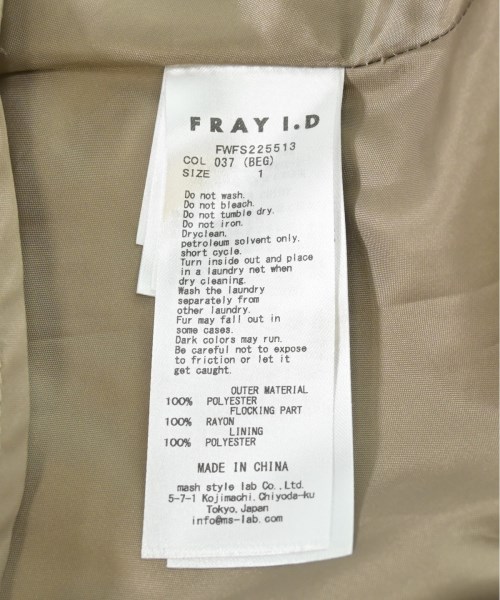 FRAY I.D
FWFS225513
COL 037 (BEG)
SIZE 1
Do not wash.
Do not bleach.
Do not tumble dry.
Do not iron.
Dryclean,
petroleum solvent only.
short cycle.
Turn inside out and place
in a laundry net when
dry cleaning.
Wash the laundry
separately from
other laundry.
Fur may fall out in
some cases.
Dark colors may run.
Be careful not to expose
to friction or let it
get caught.
OUTER MATERIAL
100% POLYESTER
FLOCKING PART
100% RAYON
LINING
100% POLYESTER
MADE IN CHINA
mash style lab Co.,Ltd.
5-7-1 Kojimachi,Chiyoda-ku
Tokyo,Japan
info@ms-lab.com